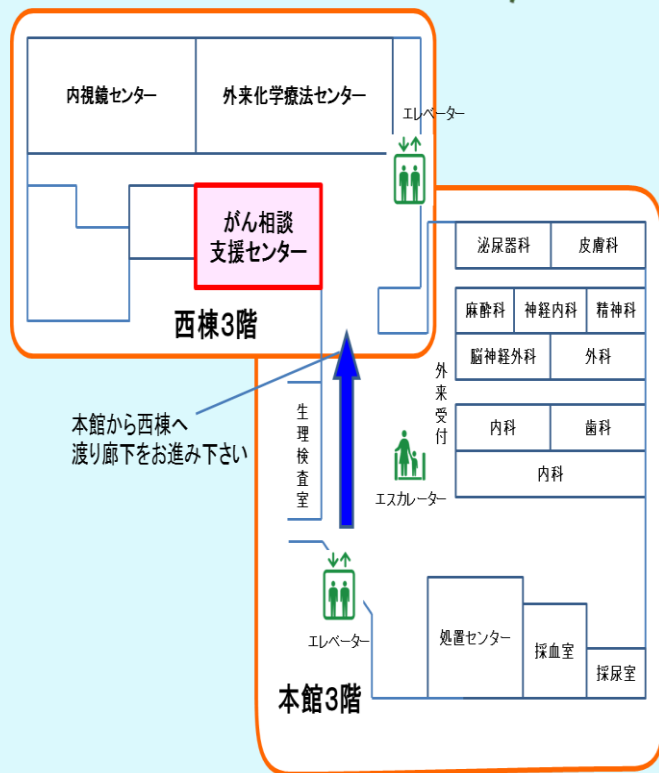 内視鏡センター
外来化学療法センター
エレベーター
がん相談
支援センター
西棟3階
泌尿器科
皮膚科
麻酔科
神経内科
精神科
脳神経外科
外科
外来受付
内科
歯科
内科
本館から西棟へ
渡り廊下をお進み下さい
生理検査室
エスカレーター
エレベーター
処置センター
採血室
採尿室
本館3階